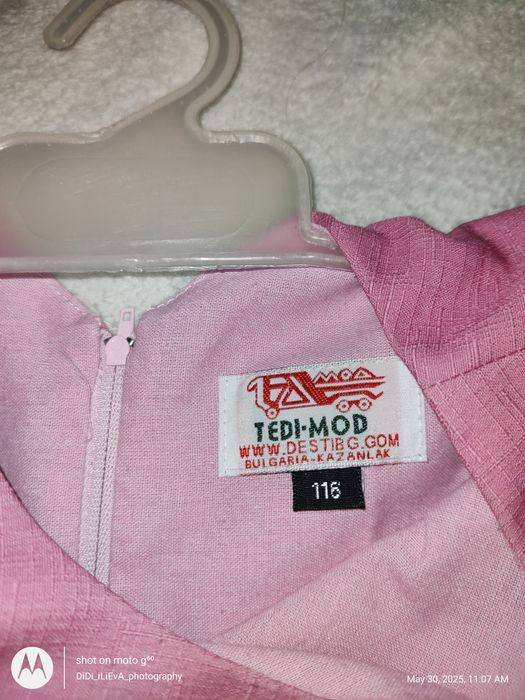 TEDI-MOD
WWW.DESTIBG.COM
BULGARIA-KAZANLAK
116
shot on moto g⁶⁰
DiDI_ILiEvA_photography
May 30, 2025, 11:07 AM